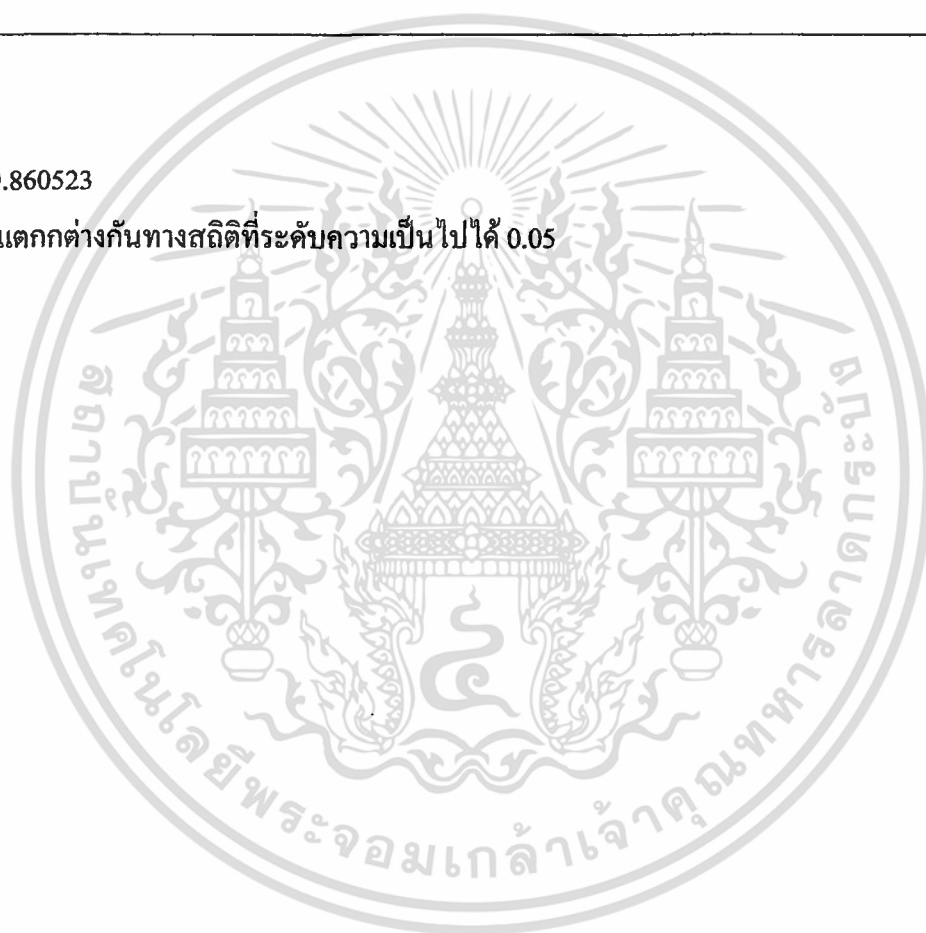 .860523
แตกกต่างกันทางสถิติที่ระดับความเป็นไปได้ 0.05
สถาบันเทคโนโลยีพระจอมเกล้าเจ้าคุณทหารลาดกระบัง